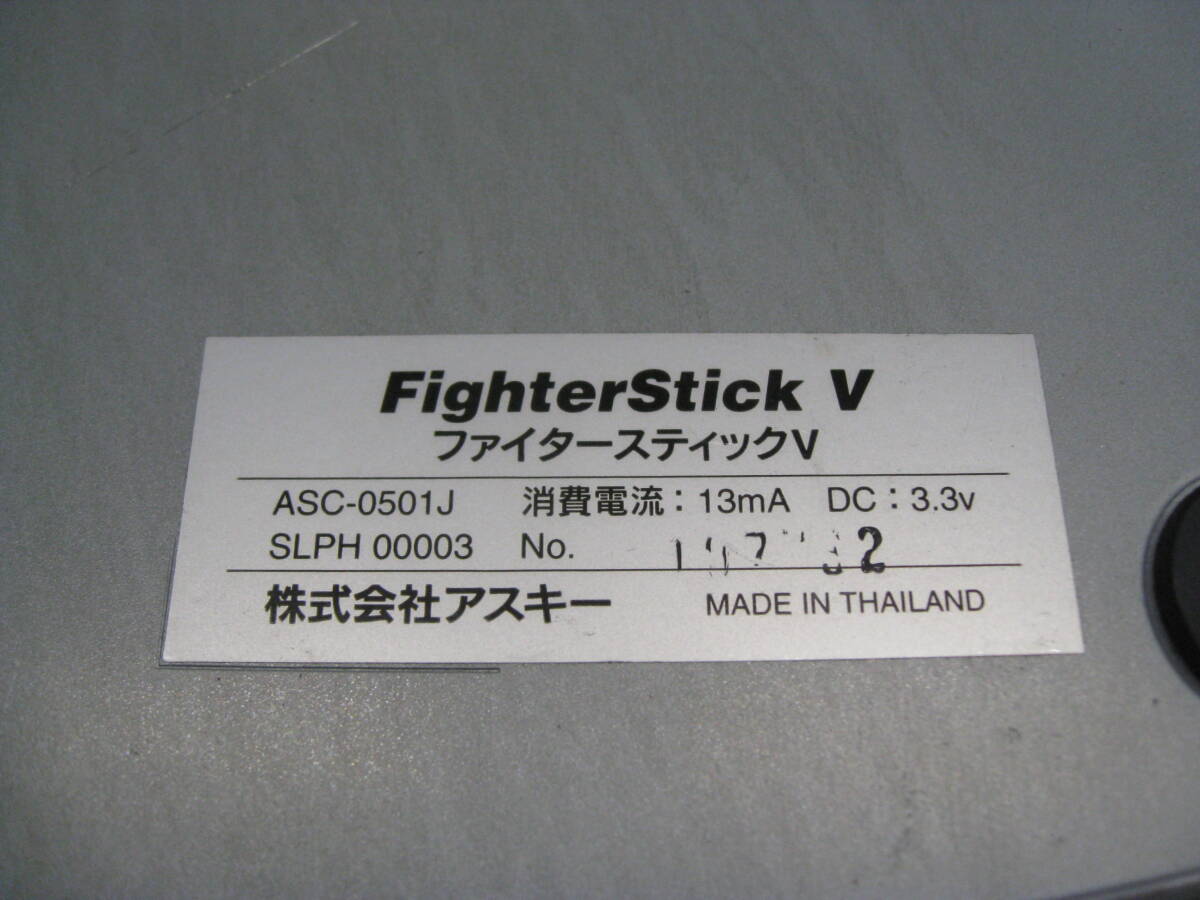 FighterStick V
ファイタースティックV
ASC-0501J 消費電流：13mA DC：3.3v
SLPH 00003 No.
株式会社アスキー MADE IN THAILAND